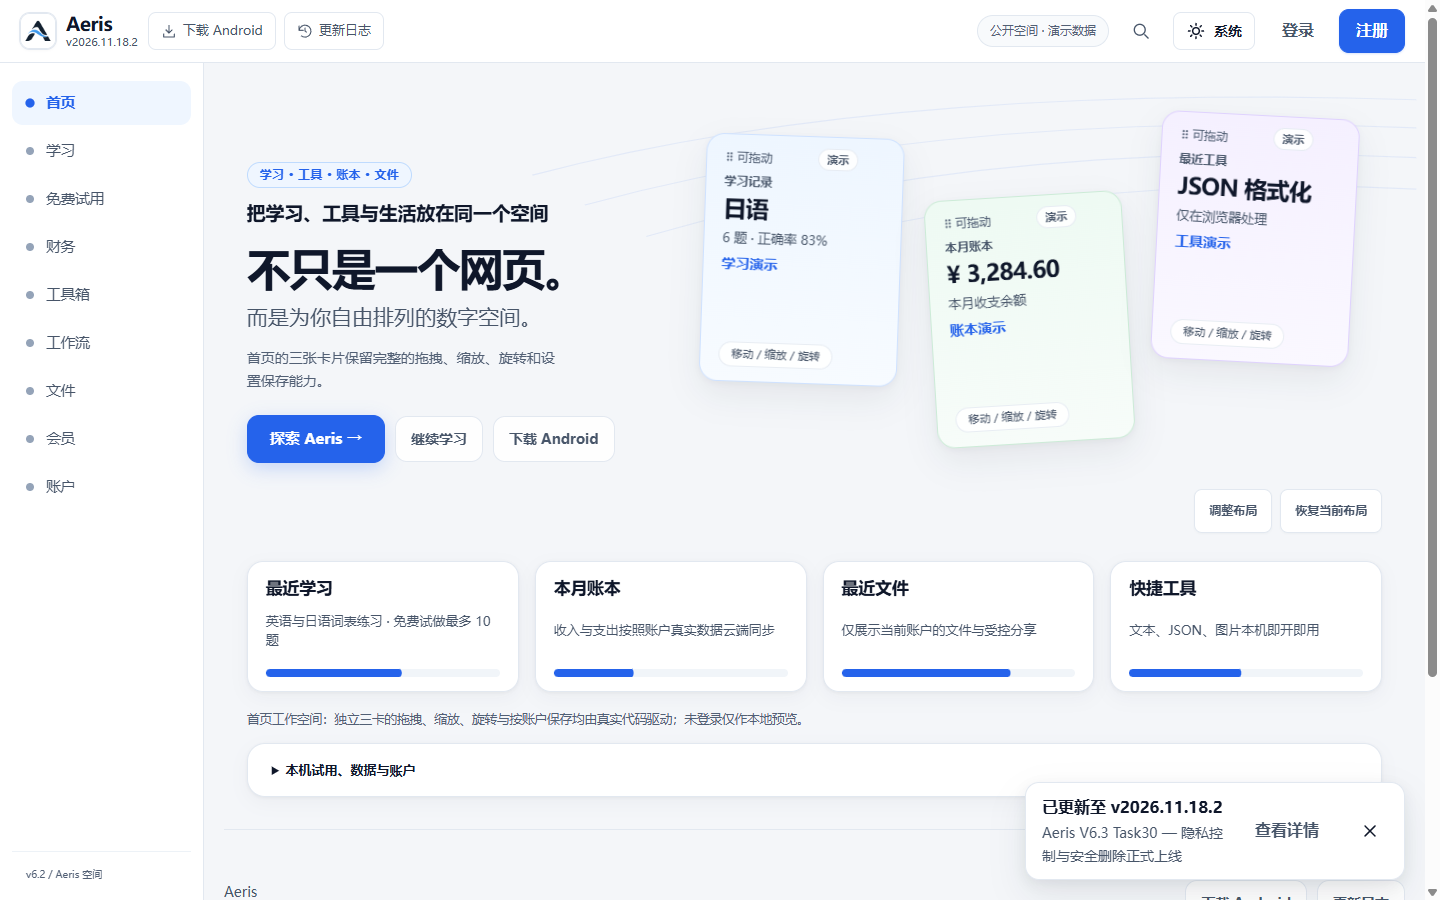 Aeris
v2026.11.18.2
下载 Android
更新日志
公开空间 · 演示数据
系统
登录
注册
首页
学习
免费试用
财务
工具箱
工作流
文件
会员
账户
v6.2 / Aeris 空间
学习 • 工具 • 账本 • 文件
把学习、工具与生活放在同一个空间
不只是一个网页。
而是为你自由排列的数字空间。
首页的三张卡片保留完整的拖拽、缩放、旋转和设
置保存能力。
探索 Aeris →
继续学习
下载 Android
⠿ 可拖动
演示
学习记录
日语
6 题 · 正确率 83%
学习演示
移动 / 缩放 / 旋转
⠿ 可拖动
演示
本月账本
¥ 3,284.60
本月收支余额
账本演示
移动 / 缩放 / 旋转
⠿ 可拖动
演示
最近工具
JSON 格式化
仅在浏览器处理
工具演示
移动 / 缩放 / 旋转
调整布局
恢复当前布局
最近学习
英语与日语词表练习 · 免费试做最多 10
题
本月账本
收入与支出按照账户真实数据云端同步
最近文件
仅展示当前账户的文件与受控分享
快捷工具
文本、JSON、图片本机即开即用
首页工作空间：独立三卡的拖拽、缩放、旋转与按账户保存均由真实代码驱动；未登录仅作本地预览。
▶ 本机试用、数据与账户
已更新至 v2026.11.18.2
Aeris V6.3 Task30 — 隐私控
制与安全删除正式上线
查看详情
Aeris
下载 Android
更新日志